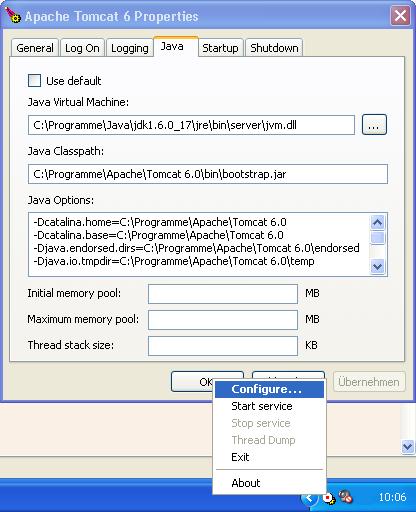 Apache Tomcat 6 Properties
General Log On Logging Java Startup Shutdown
Use default
Java Virtual Machine:
C:\Programme\Java\jdk1.6.0_17\jre\bin\server\jvm.dll ...
Java Classpath:
C:\Programme\Apache\Tomcat 6.0\bin\bootstrap.jar
Java Options:
-Dcatalina.home=C:\Programme\Apache\Tomcat 6.0
-Dcatalina.base=C:\Programme\Apache\Tomcat 6.0
-Djava.endorsed.dirs=C:\Programme\Apache\Tomcat 6.0\endorsed
-Djava.io.tmpdir=C:\Programme\Apache\Tomcat 6.0\temp
Initial memory pool: MB
Maximum memory pool: MB
Thread stack size: KB
Übernehmen
Configure...
Start service
Stop service
Thread Dump
Exit
About
10:06